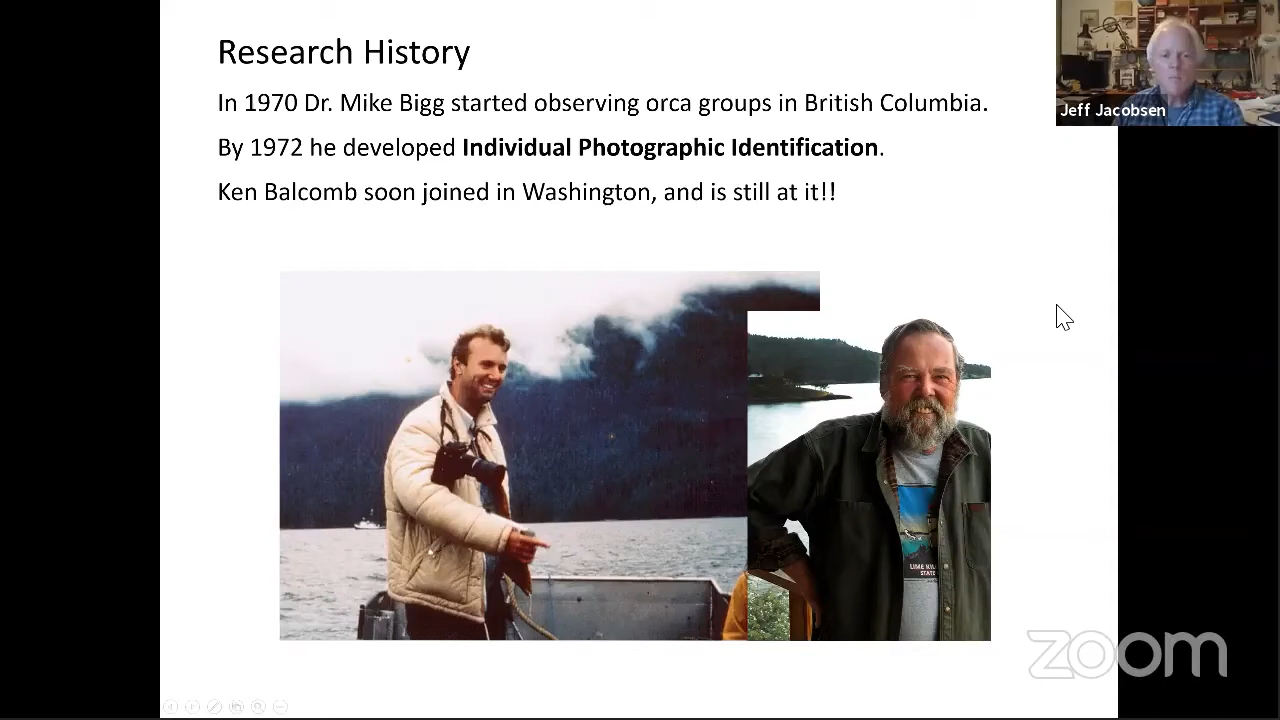 Research History
In 1970 Dr. Mike Bigg started observing orca groups in British Columbia.
By 1972 he developed Individual Photographic Identification.
Ken Balcomb soon joined in Washington, and is still at it!!
Jeff Jacobsen
STATE
zoom